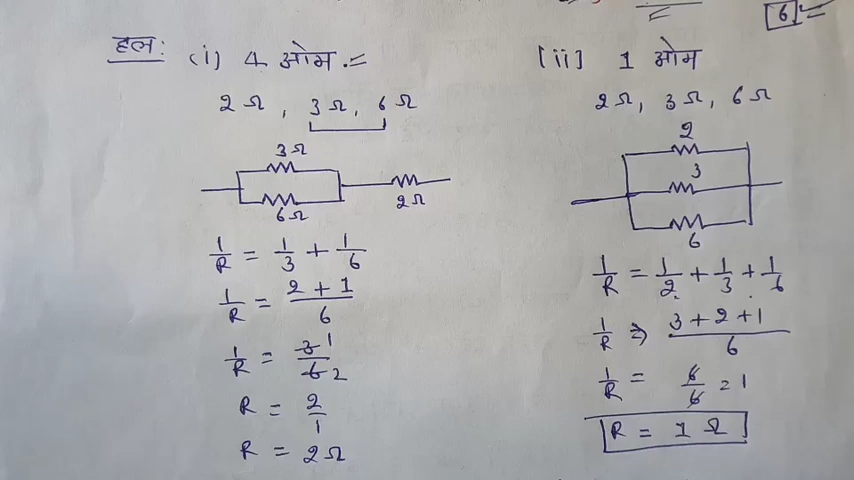 [6]
हल: (i) 4 ओम .=
2Ω, 3Ω, 6Ω
3Ω
6Ω
2Ω
1/R = 1/3 + 1/6
1/R = (2 + 1)/6
1/R = 3/6 1 2
R = 2/1
R = 2Ω
[ii] 1 ओम
2Ω, 3Ω, 6Ω
2
3
6
1/R = 1/2 + 1/3 + 1/6
1/R ⇒ (3 + 2 + 1)/6
1/R = 6/6 = 1
R = 1 Ω